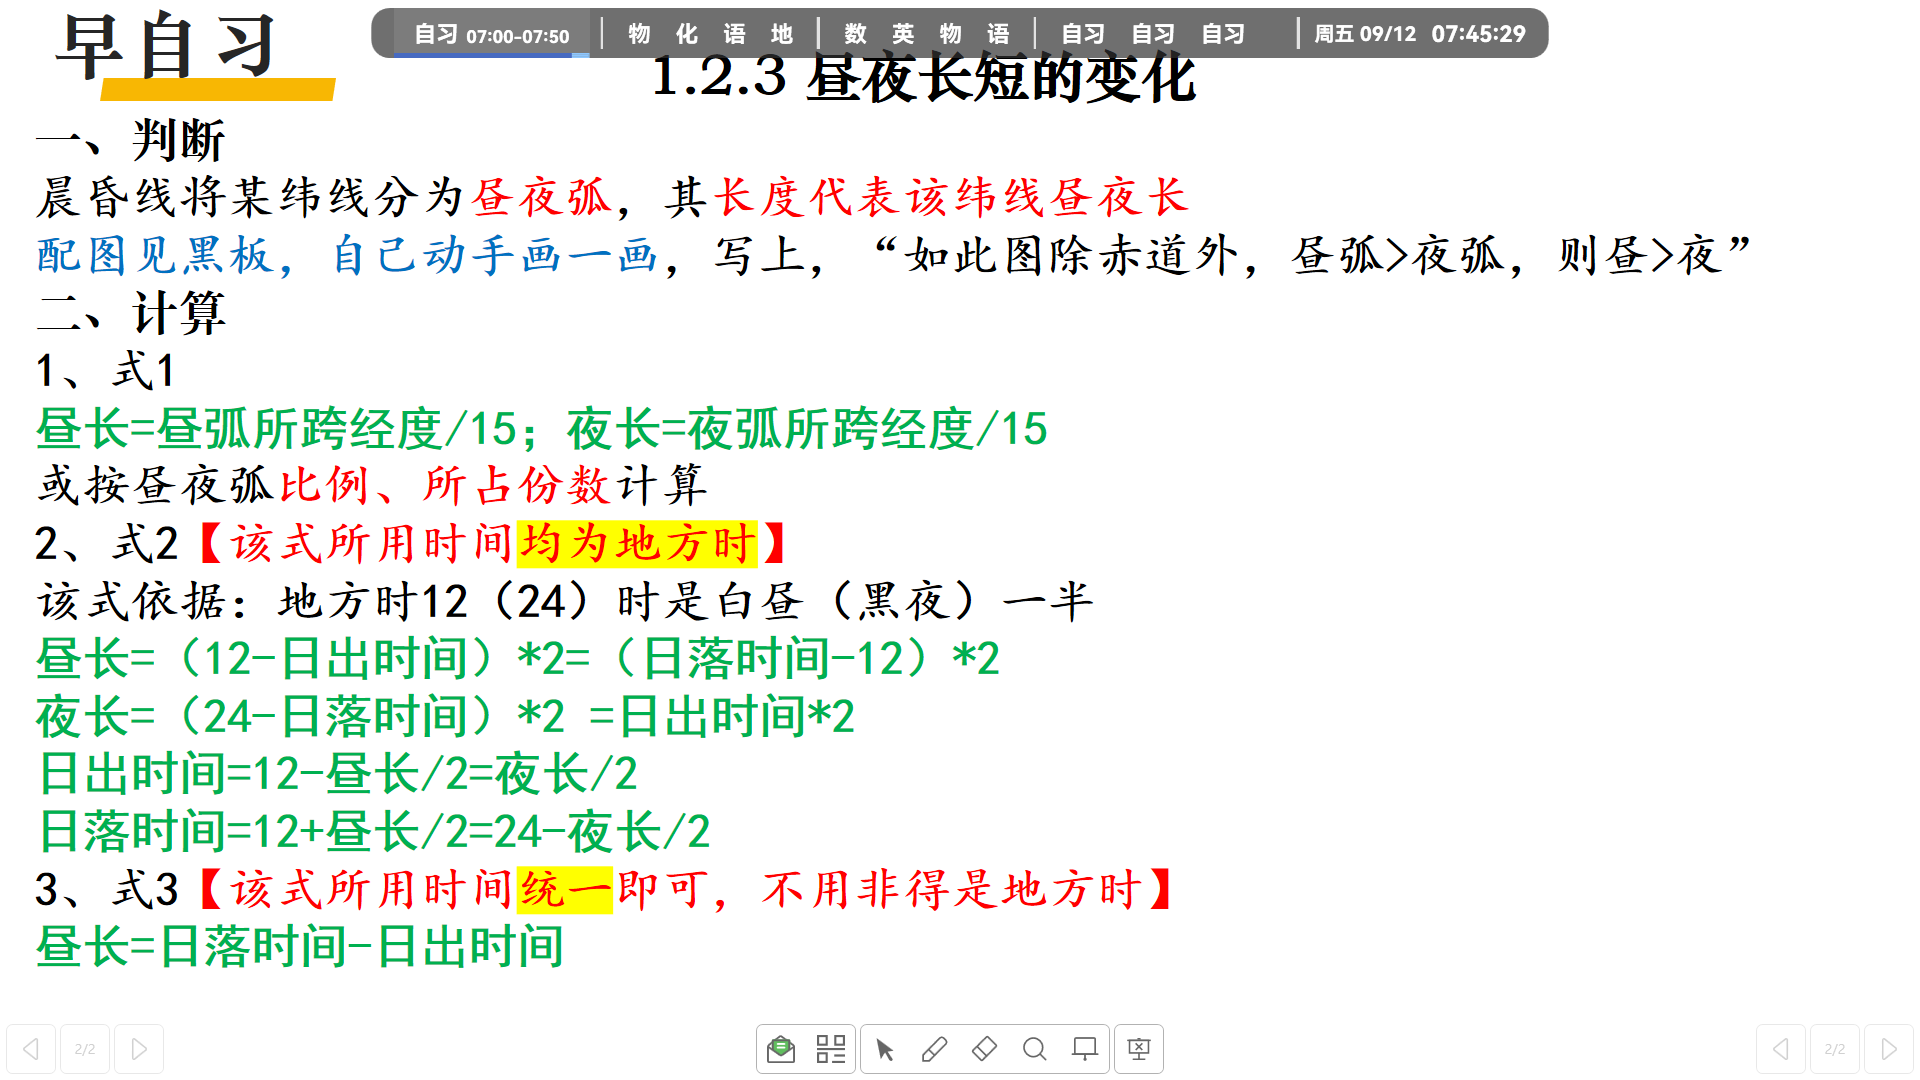 早自习
自习 07:00-07:50 物 化 语 地 数 英 物 语 自习 自习 自习 周五 09/12 07:45:29
1.2.3 昼夜长短的变化
一、判断
晨昏线将某纬线分为昼夜弧，其长度代表该纬线昼夜长
配图见黑板，自己动手画一画，写上，“如此图除赤道外，昼弧>夜弧，则昼>夜”
二、计算
1、式1
昼长=昼弧所跨经度/15；夜长=夜弧所跨经度/15
或按昼夜弧比例、所占份数计算
2、式2【该式所用时间均为地方时】
该式依据：地方时12（24）时是白昼（黑夜）一半
昼长=（12-日出时间）*2=（日落时间-12）*2
夜长=（24-日落时间）*2 =日出时间*2
日出时间=12-昼长/2=夜长/2
日落时间=12+昼长/2=24-夜长/2
3、式3【该式所用时间统一即可，不用非得是地方时】
昼长=日落时间-日出时间
2/2
2/2